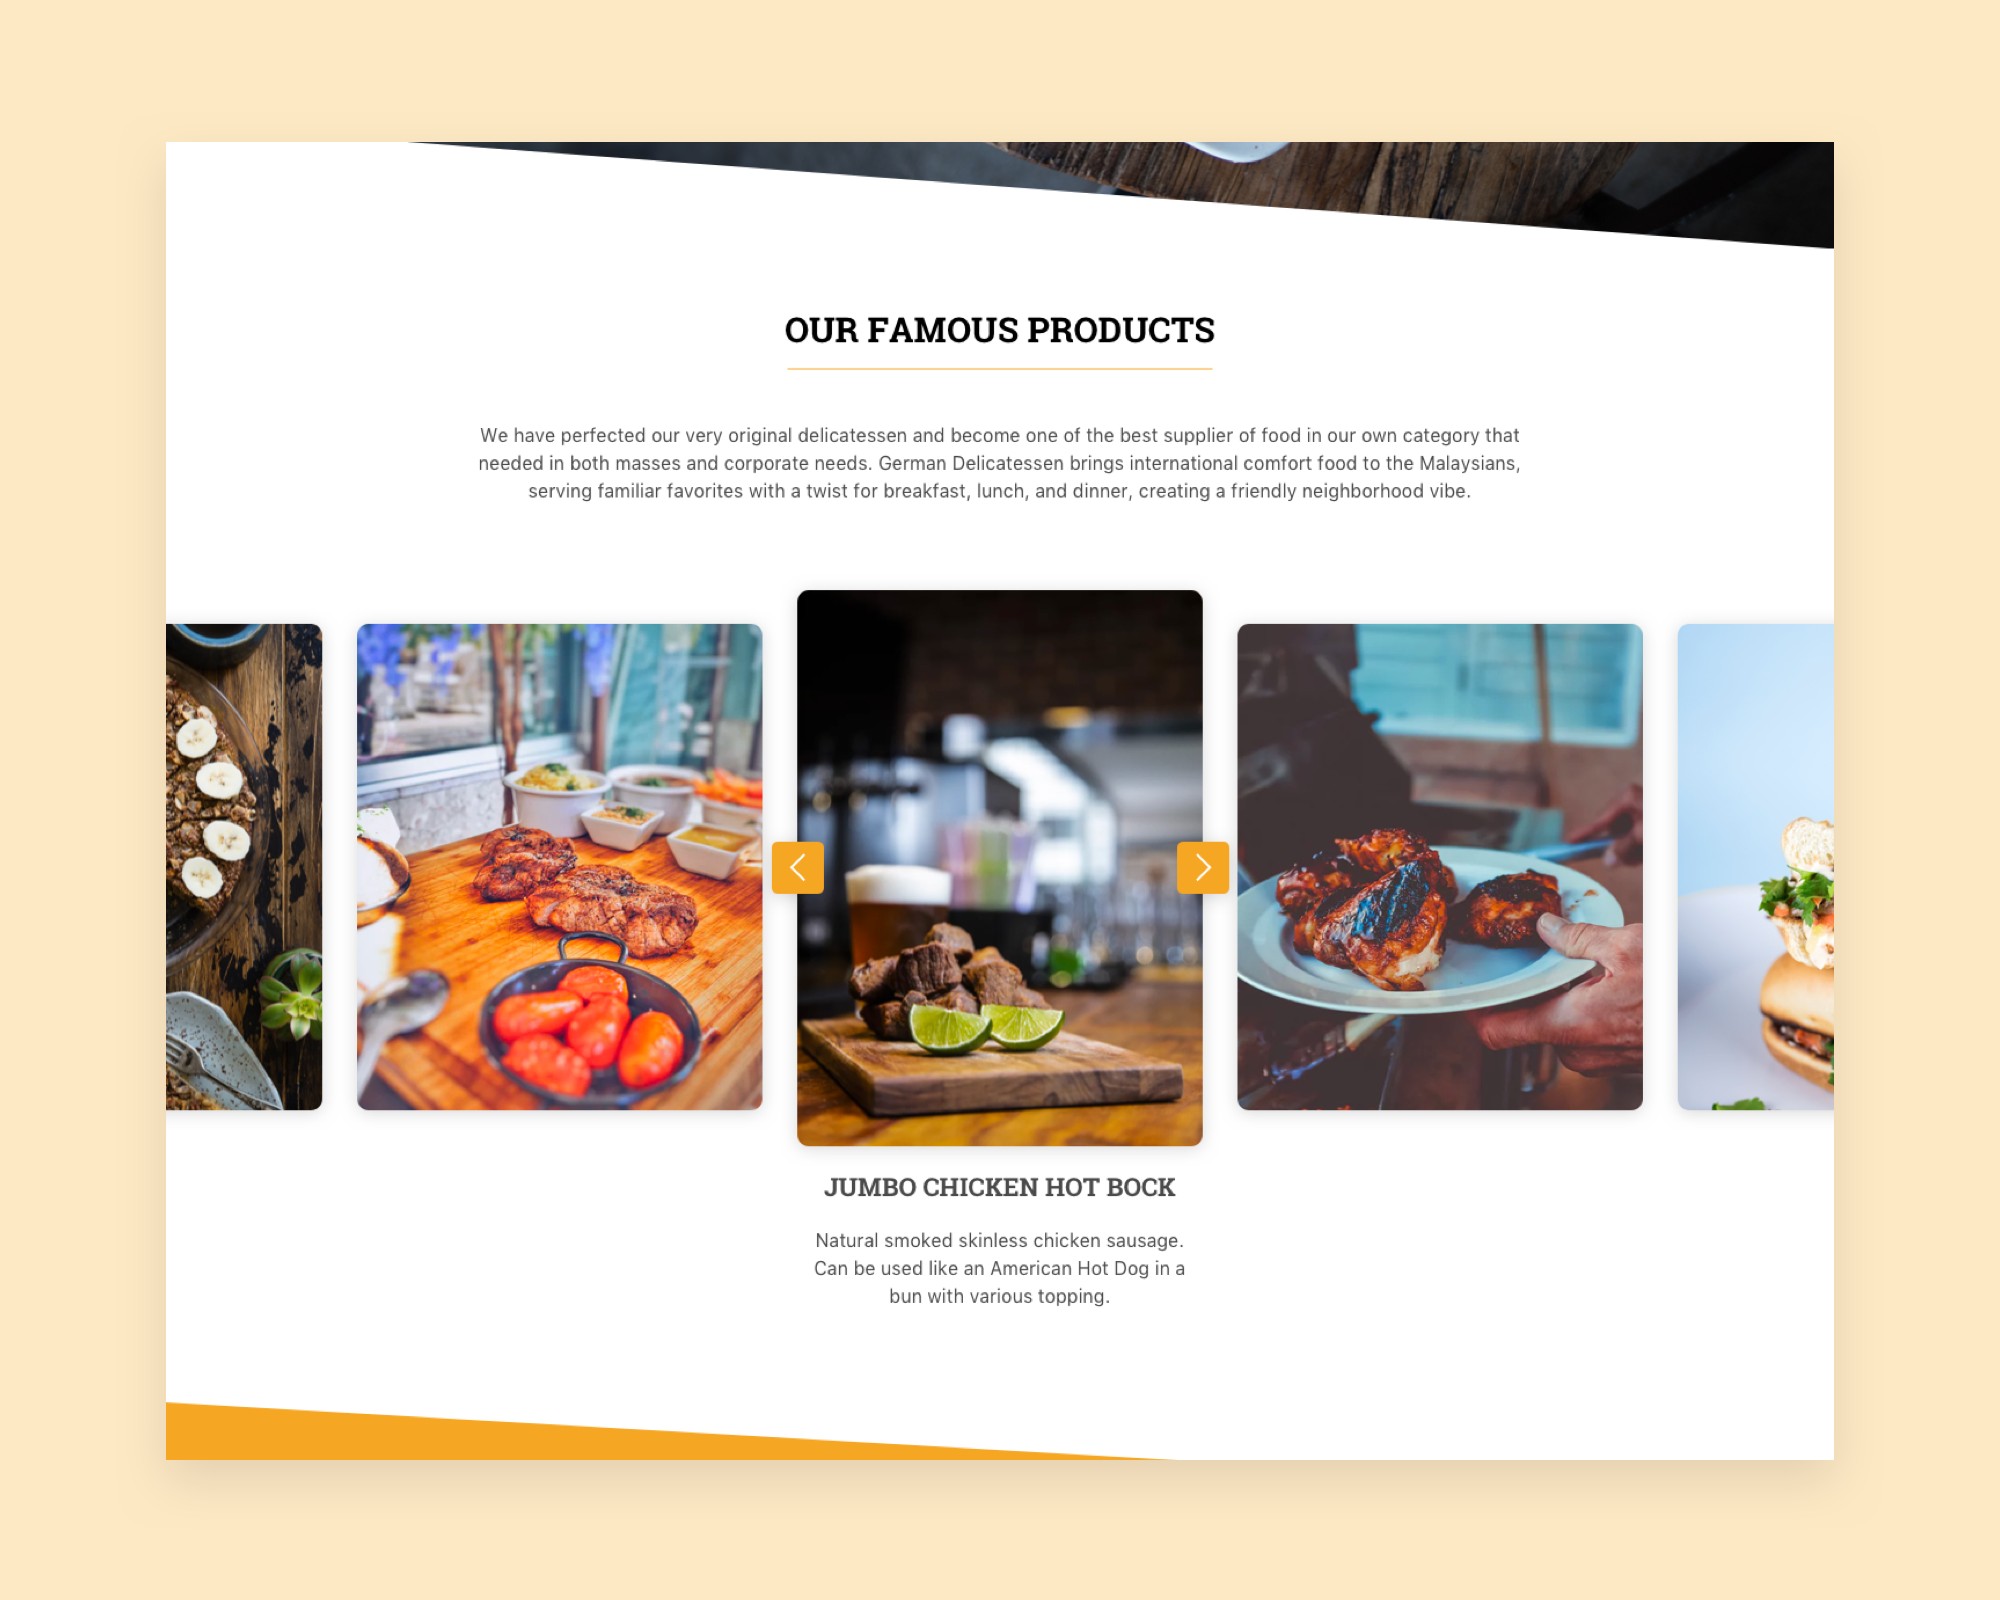 OUR FAMOUS PRODUCTS
We have perfected our very original delicatessen and become one of the best supplier of food in our own category that
needed in both masses and corporate needs. German Delicatessen brings international comfort food to the Malaysians,
serving familiar favorites with a twist for breakfast, lunch, and dinner, creating a friendly neighborhood vibe.
JUMBO CHICKEN HOT BOCK
Natural smoked skinless chicken sausage.
Can be used like an American Hot Dog in a
bun with various topping.